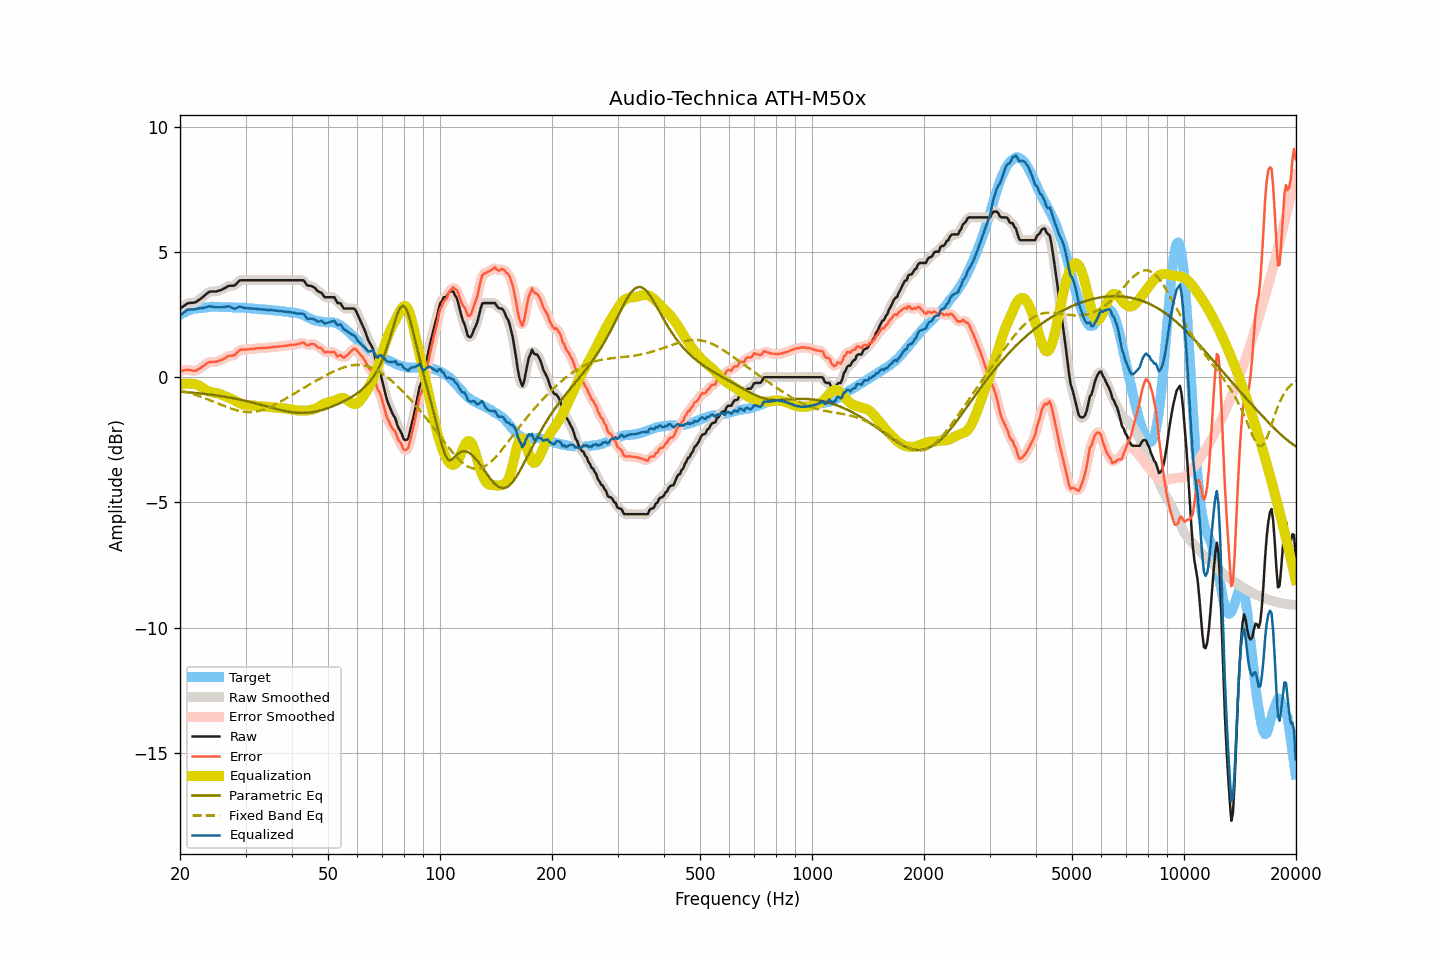 Audio-Technica ATH-M50x
Amplitude (dBr)
10
5
0
−5
−10
−15
Target
Raw Smoothed
Error Smoothed
Raw
Error
Equalization
Parametric Eq
Fixed Band Eq
Equalized
20 50 100 200 500 1000 2000 5000 10000 20000
Frequency (Hz)